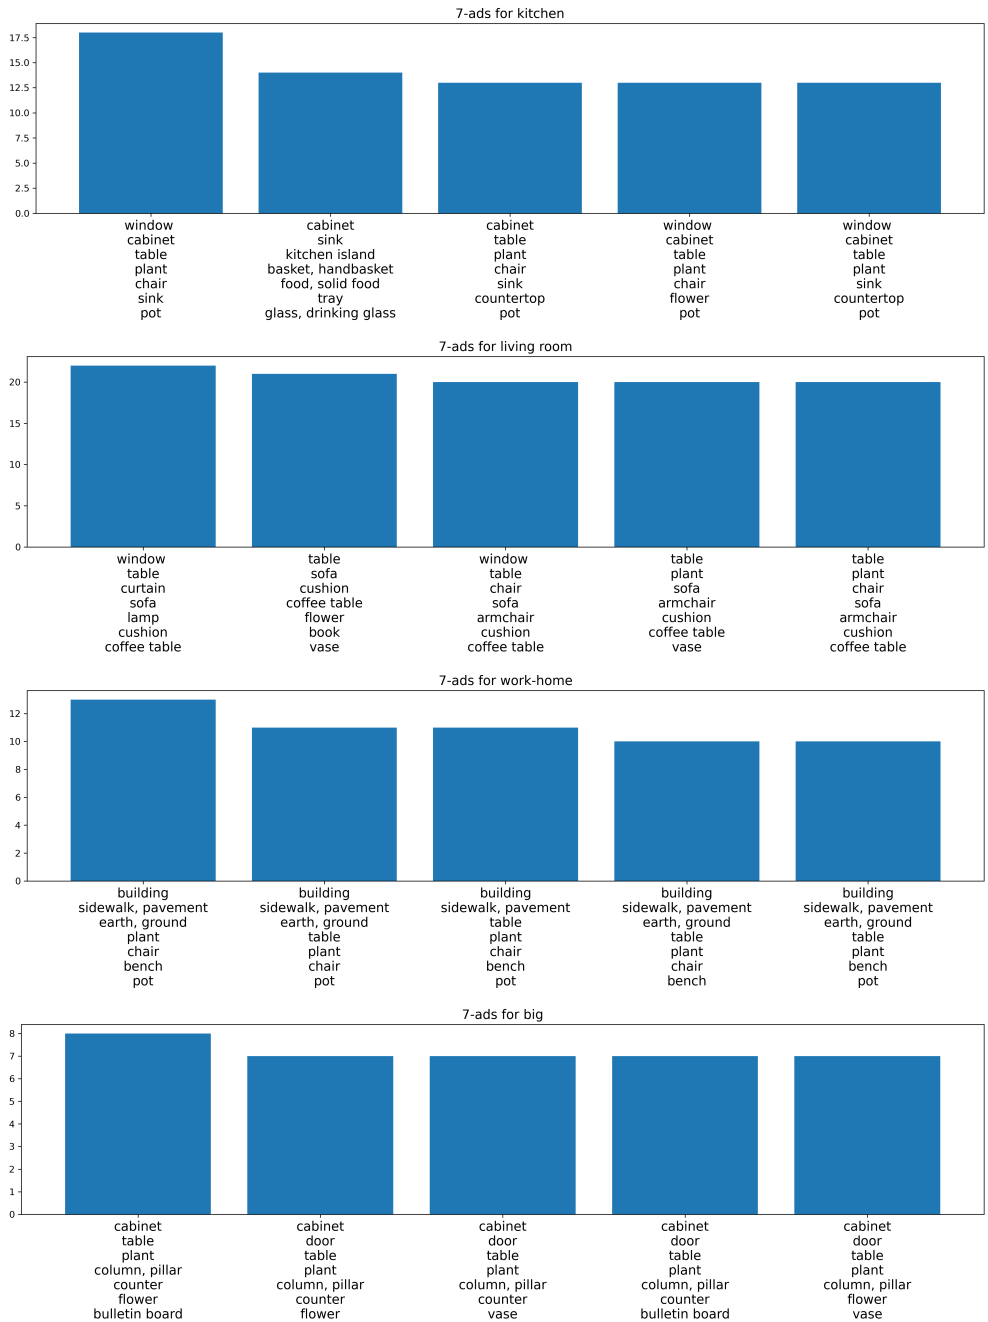 7-ads for kitchen
17.5
15.0
12.5
10.0
7.5
5.0
2.5
0.0
window
cabinet
table
plant
chair
sink
pot
cabinet
sink
kitchen island
basket, handbasket
food, solid food
tray
glass, drinking glass
cabinet
table
plant
chair
sink
countertop
pot
window
cabinet
table
plant
chair
flower
pot
window
cabinet
table
plant
sink
countertop
pot
7-ads for living room
20
15
10
5
0
window
table
curtain
sofa
lamp
cushion
coffee table
table
sofa
cushion
coffee table
flower
book
vase
window
table
chair
sofa
armchair
cushion
coffee table
table
plant
sofa
armchair
cushion
coffee table
vase
table
plant
chair
sofa
armchair
cushion
coffee table
7-ads for work-home
12
10
8
6
4
2
0
building
sidewalk, pavement
earth, ground
plant
chair
bench
pot
building
sidewalk, pavement
earth, ground
table
plant
chair
pot
building
sidewalk, pavement
table
plant
chair
bench
pot
building
sidewalk, pavement
earth, ground
table
plant
chair
bench
building
sidewalk, pavement
earth, ground
table
plant
bench
pot
7-ads for big
8
7
6
5
4
3
2
1
0
cabinet
table
plant
column, pillar
counter
flower
bulletin board
cabinet
door
table
plant
column, pillar
counter
flower
cabinet
door
table
plant
column, pillar
counter
vase
cabinet
door
table
plant
column, pillar
counter
bulletin board
cabinet
door
table
plant
column, pillar
flower
vase